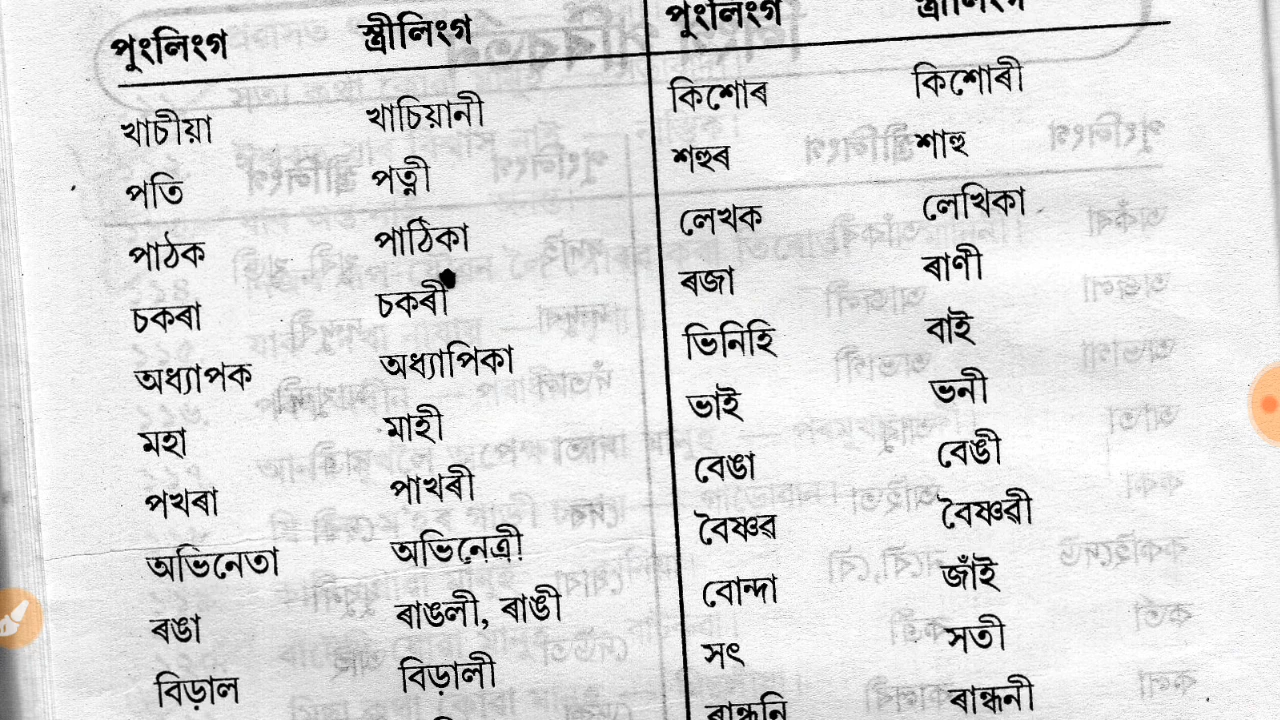 পুংলিংগ স্ত্ৰীলিংগ
খাচীয়া খাচিয়ানী
পতি পত্নী
পাঠক পাঠিকা
চকৰা চকৰী
অধ্যাপক অধ্যাপিকা
মহা মাহী
পখৰা পাখৰী
অভিনেতা অভিনেত্ৰী
ৰঙা ৰাঙলী, ৰাঙী
বিড়াল বিড়ালী
পুংলিংগ স্ত্ৰীলিংগ
কিশোৰ কিশোৰী
শহুৰ শাহু
লেখক লেখিকা
ৰজা ৰাণী
ভিনিহি বাই
ভাই ভনী
বেঙা বেঙী
বৈষ্ণৱ বৈষ্ণৱী
বোন্দা জাঁই
সৎ সতী
ৰান্ধনি ৰান্ধনী